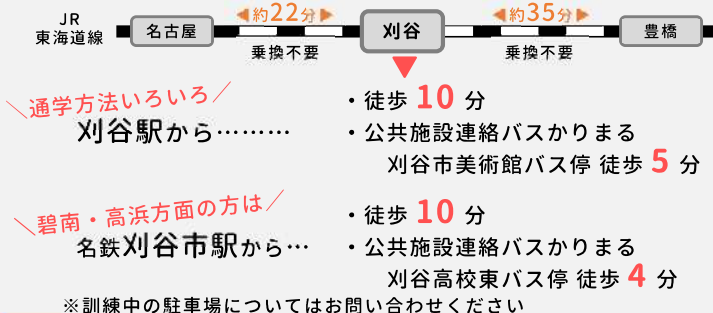 JR
東海道線
名古屋 約22分 刈谷 約35分 豊橋
乗換不要 乗換不要
通学方法いろいろ
刈谷駅から………
・徒歩 10 分
・公共施設連絡バスかりまる
刈谷市美術館バス停 徒歩 5 分
碧南・高浜方面の方は
名鉄刈谷市駅から…
・徒歩 10 分
・公共施設連絡バスかりまる
刈谷高校東バス停 徒歩 4 分
※訓練中の駐車場についてはお問い合わせください